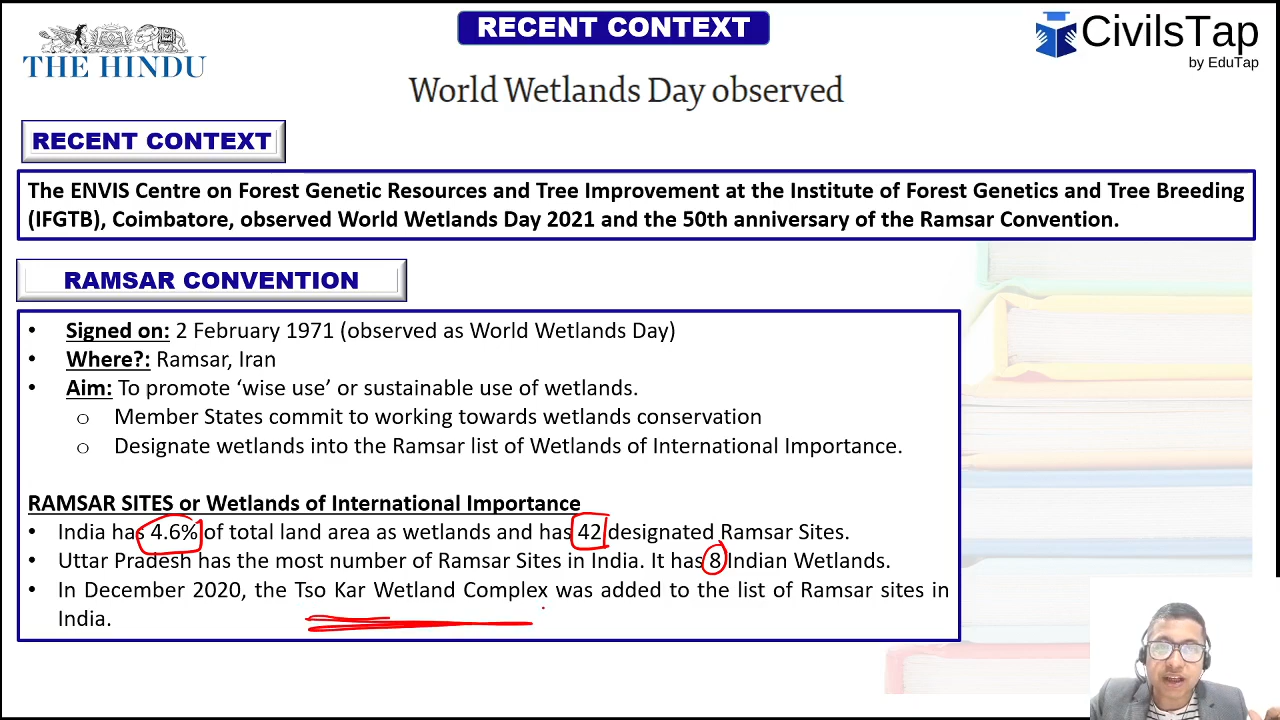 RECENT CONTEXT
THE HINDU
CivilsTap
by EduTap
World Wetlands Day observed
RECENT CONTEXT
The ENVIS Centre on Forest Genetic Resources and Tree Improvement at the Institute of Forest Genetics and Tree Breeding
(IFGTB), Coimbatore, observed World Wetlands Day 2021 and the 50th anniversary of the Ramsar Convention.
RAMSAR CONVENTION
• Signed on: 2 February 1971 (observed as World Wetlands Day)
• Where?: Ramsar, Iran
• Aim: To promote ‘wise use’ or sustainable use of wetlands.
o Member States commit to working towards wetlands conservation
o Designate wetlands into the Ramsar list of Wetlands of International Importance.
RAMSAR SITES or Wetlands of International Importance
• India has 4.6% of total land area as wetlands and has 42 designated Ramsar Sites.
• Uttar Pradesh has the most number of Ramsar Sites in India. It has 8 Indian Wetlands.
• In December 2020, the Tso Kar Wetland Complex was added to the list of Ramsar sites in
India.